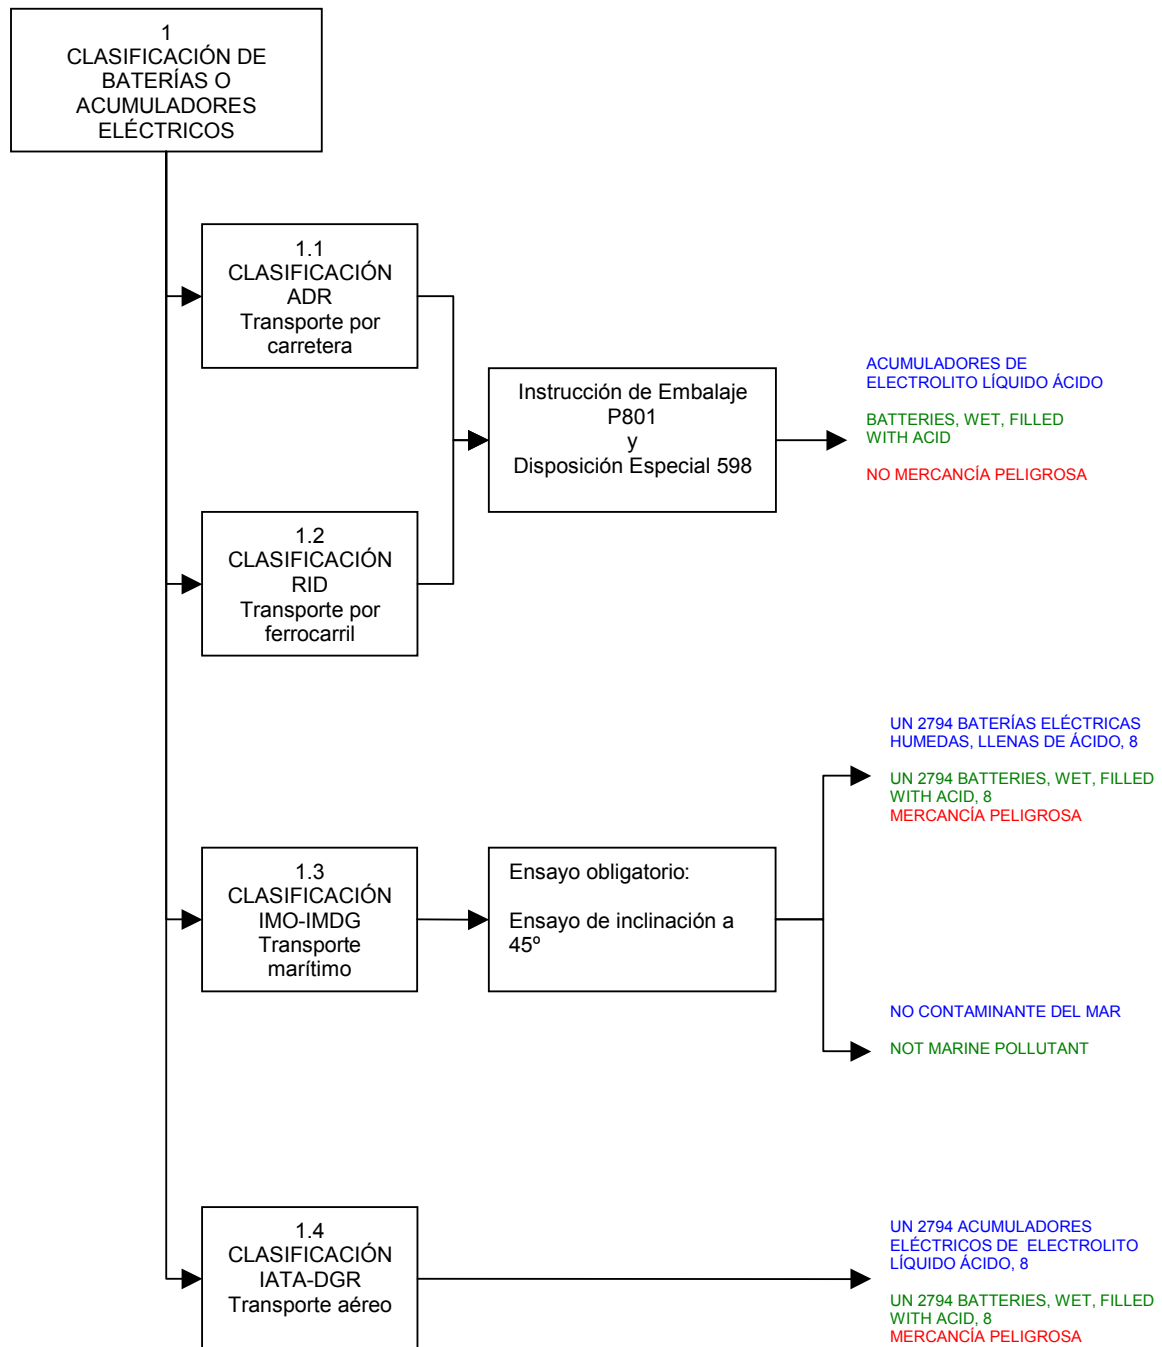 1
CLASIFICACIÓN DE
BATERÍAS O
ACUMULADORES
ELÉCTRICOS
1.1
CLASIFICACIÓN
ADR
Transporte por
carretera
Instrucción de Embalaje
P801
y
Disposición Especial 598
ACUMULADORES DE
ELECTROLITO LÍQUIDO ÁCIDO
BATTERIES, WET, FILLED
WITH ACID
NO MERCANCÍA PELIGROSA
1.2
CLASIFICACIÓN
RID
Transporte por
ferrocarril
1.3
CLASIFICACIÓN
IMO-IMDG
Transporte
marítimo
Ensayo obligatorio:
Ensayo de inclinación a
45º
UN 2794 BATERÍAS ELÉCTRICAS
HUMEDAS, LLENAS DE ÁCIDO, 8
UN 2794 BATTERIES, WET, FILLED
WITH ACID, 8
MERCANCÍA PELIGROSA
NO CONTAMINANTE DEL MAR
NOT MARINE POLLUTANT
1.4
CLASIFICACIÓN
IATA-DGR
Transporte aéreo
UN 2794 ACUMULADORES
ELÉCTRICOS DE ELECTROLITO
LÍQUIDO ÁCIDO, 8
UN 2794 BATTERIES, WET, FILLED
WITH ACID, 8
MERCANCÍA PELIGROSA